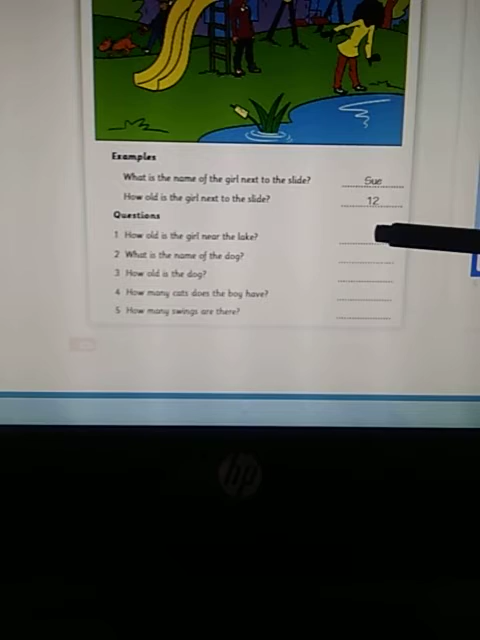 Examples
What is the name of the girl next to the slide? Sue
How old is the girl next to the slide? 12
Questions
1 How old is the girl near the lake?
2 What is the name of the dog?
3 How old is the dog?
4 How many cats does the boy have?
5 How many swings are there?
hp